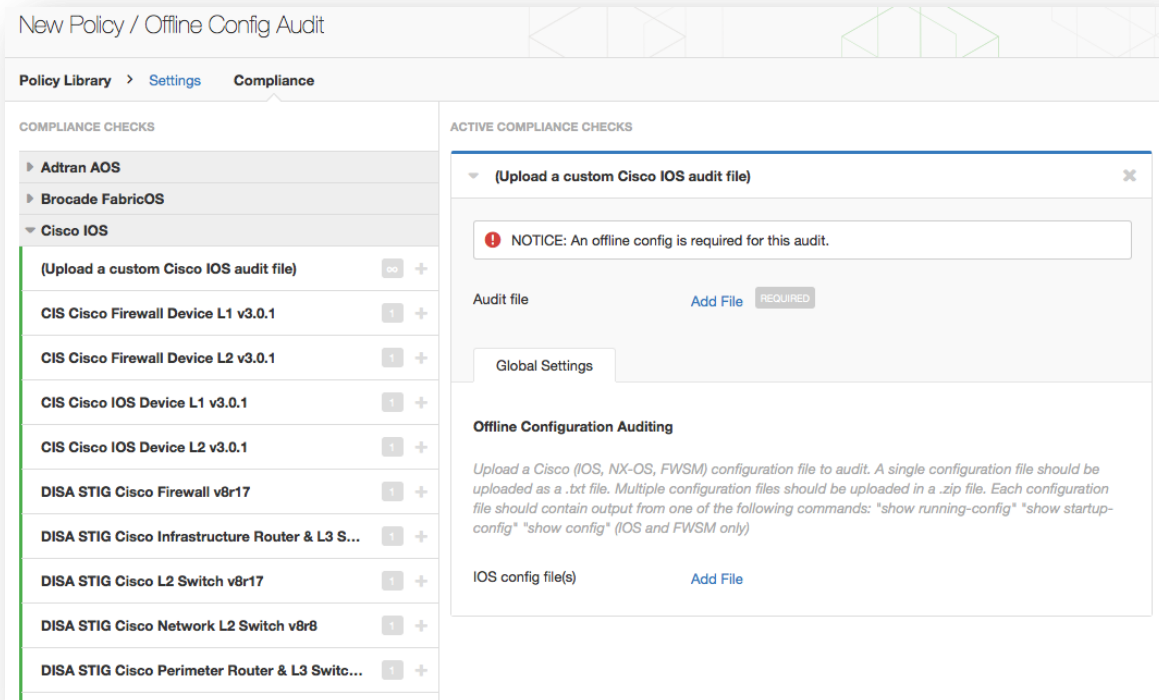 New Policy / Offline Config Audit
Policy Library > Settings Compliance
COMPLIANCE CHECKS
Adtran AOS
Brocade FabricOS
Cisco IOS
(Upload a custom Cisco IOS audit file) ∞ +
CIS Cisco Firewall Device L1 v3.0.1 1 +
CIS Cisco Firewall Device L2 v3.0.1 1 +
CIS Cisco IOS Device L1 v3.0.1 1 +
CIS Cisco IOS Device L2 v3.0.1 1 +
DISA STIG Cisco Firewall v8r17 1 +
DISA STIG Cisco Infrastructure Router & L3 S... 1 +
DISA STIG Cisco L2 Switch v8r17 1 +
DISA STIG Cisco Network L2 Switch v8r8 1 +
DISA STIG Cisco Perimeter Router & L3 Switc... 1 +
ACTIVE COMPLIANCE CHECKS
(Upload a custom Cisco IOS audit file)
NOTICE: An offline config is required for this audit.
Audit file Add File REQUIRED
Global Settings
Offline Configuration Auditing
Upload a Cisco (IOS, NX-OS, FWSM) configuration file to audit. A single configuration file should be
uploaded as a .txt file. Multiple configuration files should be uploaded in a .zip file. Each configuration
file should contain output from one of the following commands: "show running-config" "show startup-
config" "show config" (IOS and FWSM only)
IOS config file(s) Add File